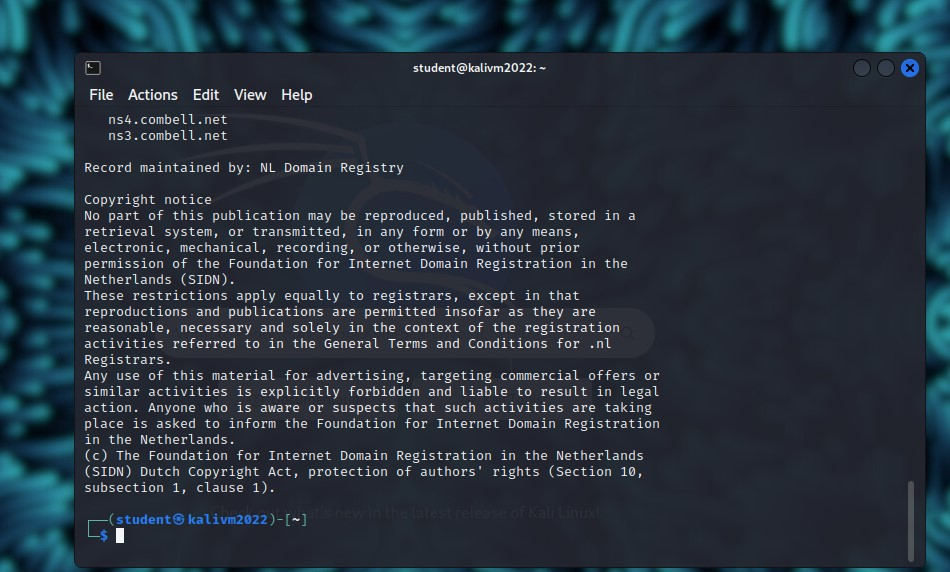 student@kalivm2022: ~
File Actions Edit View Help
ns4.combell.net
ns3.combell.net
Record maintained by: NL Domain Registry
Copyright notice
No part of this publication may be reproduced, published, stored in a
retrieval system, or transmitted, in any form or by any means,
electronic, mechanical, recording, or otherwise, without prior
permission of the Foundation for Internet Domain Registration in the
Netherlands (SIDN).
These restrictions apply equally to registrars, except in that
reproductions and publications are permitted insofar as they are
reasonable, necessary and solely in the context of the registration
activities referred to in the General Terms and Conditions for .nl
Registrars.
Any use of this material for advertising, targeting commercial offers or
similar activities is explicitly forbidden and liable to result in legal
action. Anyone who is aware or suspects that such activities are taking
place is asked to inform the Foundation for Internet Domain Registration
in the Netherlands.
(c) The Foundation for Internet Domain Registration in the Netherlands
(SIDN) Dutch Copyright Act, protection of authors' rights (Section 10,
subsection 1, clause 1).
what's new in the latest release of Kali Linux!
┌──(student㉿kalivm2022)-[~]
└─$